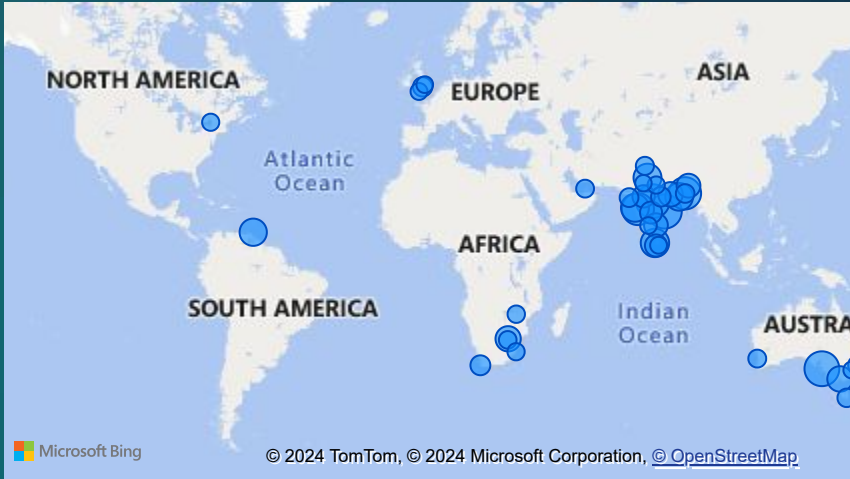 NORTH AMERICA
EUROPE
ASIA
Atlantic
Ocean
AFRICA
SOUTH AMERICA
Indian
Ocean
AUSTRA
Microsoft Bing
© 2024 TomTom, © 2024 Microsoft Corporation, © OpenStreetMap